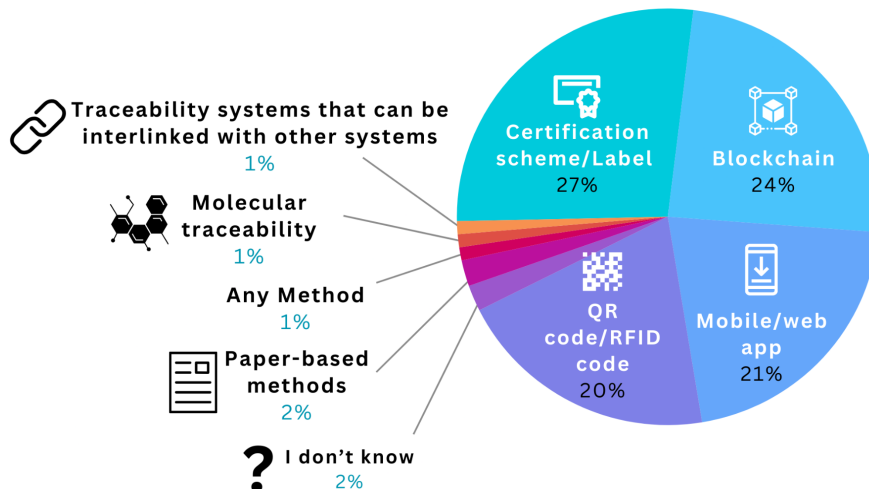 Traceability systems that can be
interlinked with other systems
1%
Molecular
traceability
1%
Any Method
1%
Paper-based
methods
2%
? I don't know
2%
Certification
scheme/Label
27%
Blockchain
24%
QR
code/RFID
code
20%
Mobile/web
app
21%